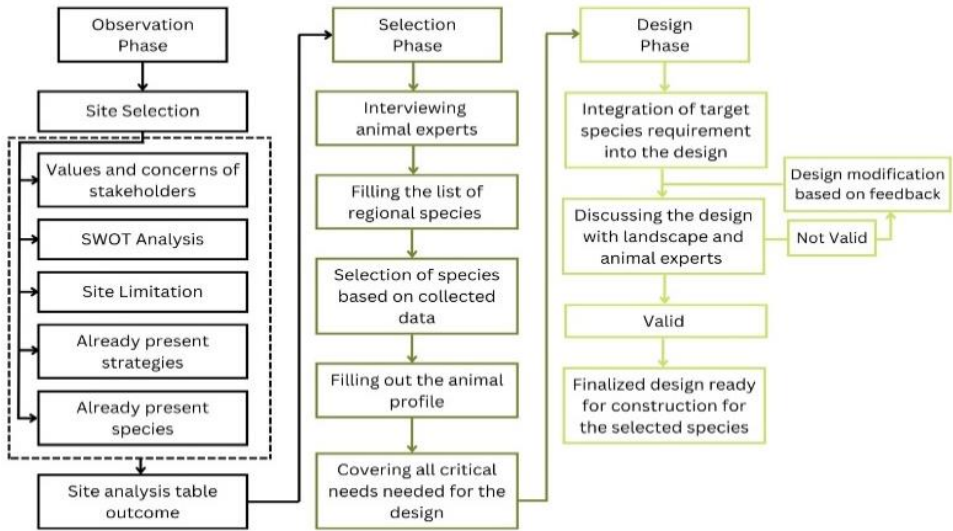 Observation
Phase
Site Selection
Values and concerns of
stakeholders
SWOT Analysis
Site Limitation
Already present
strategies
Already present
species
Site analysis table
outcome
Selection
Phase
Interviewing
animal experts
Filling the list of
regional species
Selection of species
based on collected
data
Filling out the animal
profile
Covering all critical
needs needed for the
design
Design
Phase
Integration of target
species requirement
into the design
Design modification
based on feedback
Discussing the design
with landscape and
animal experts
Not Valid
Valid
Finalized design ready
for construction for
the selected species